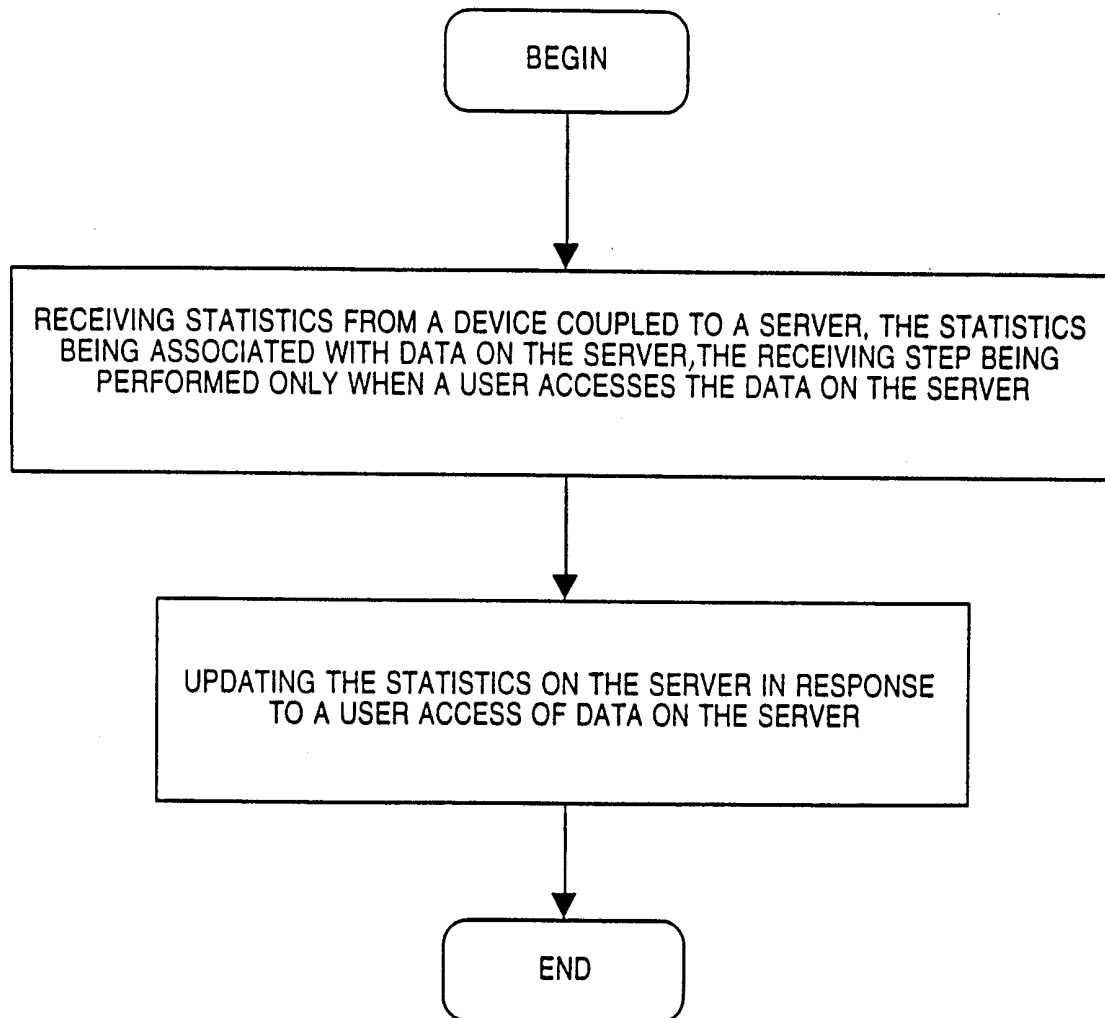 BEGIN
RECEIVING STATISTICS FROM A DEVICE COUPLED TO A SERVER, THE STATISTICS
BEING ASSOCIATED WITH DATA ON THE SERVER,THE RECEIVING STEP BEING
PERFORMED ONLY WHEN A USER ACCESSES THE DATA ON THE SERVER
UPDATING THE STATISTICS ON THE SERVER IN RESPONSE
TO A USER ACCESS OF DATA ON THE SERVER
END